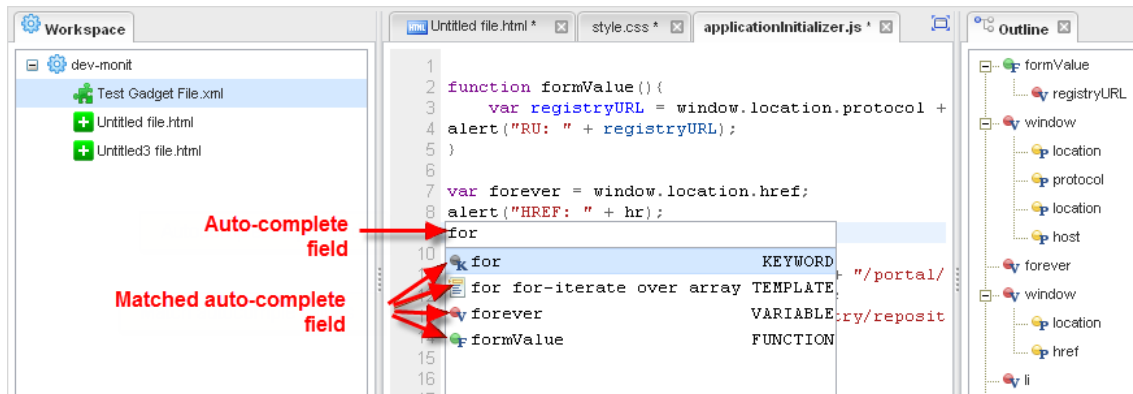 Workspace
dev-monit
Test Gadget File.xml
Untitled file.html
Untitled3 file.html
Auto-complete
field
Matched auto-complete
field
HTML Untitled file.html *
style.css *
applicationInitializer.js *
1
2 function formValue(){
3 var registryURL = window.location.protocol +
4 alert("RU: " + registryURL);
5 }
6
7 var forever = window.location.href;
8 alert("HREF: " + hr);
for
10
K for KEYWORD
+ "/portal/
for for-iterate over array TEMPLATE
V forever VARIABLE
try/reposit
F formValue FUNCTION
15
16
Outline
F formValue
V registryURL
V window
P location
P protocol
P location
P host
V forever
V window
P location
P href
V li